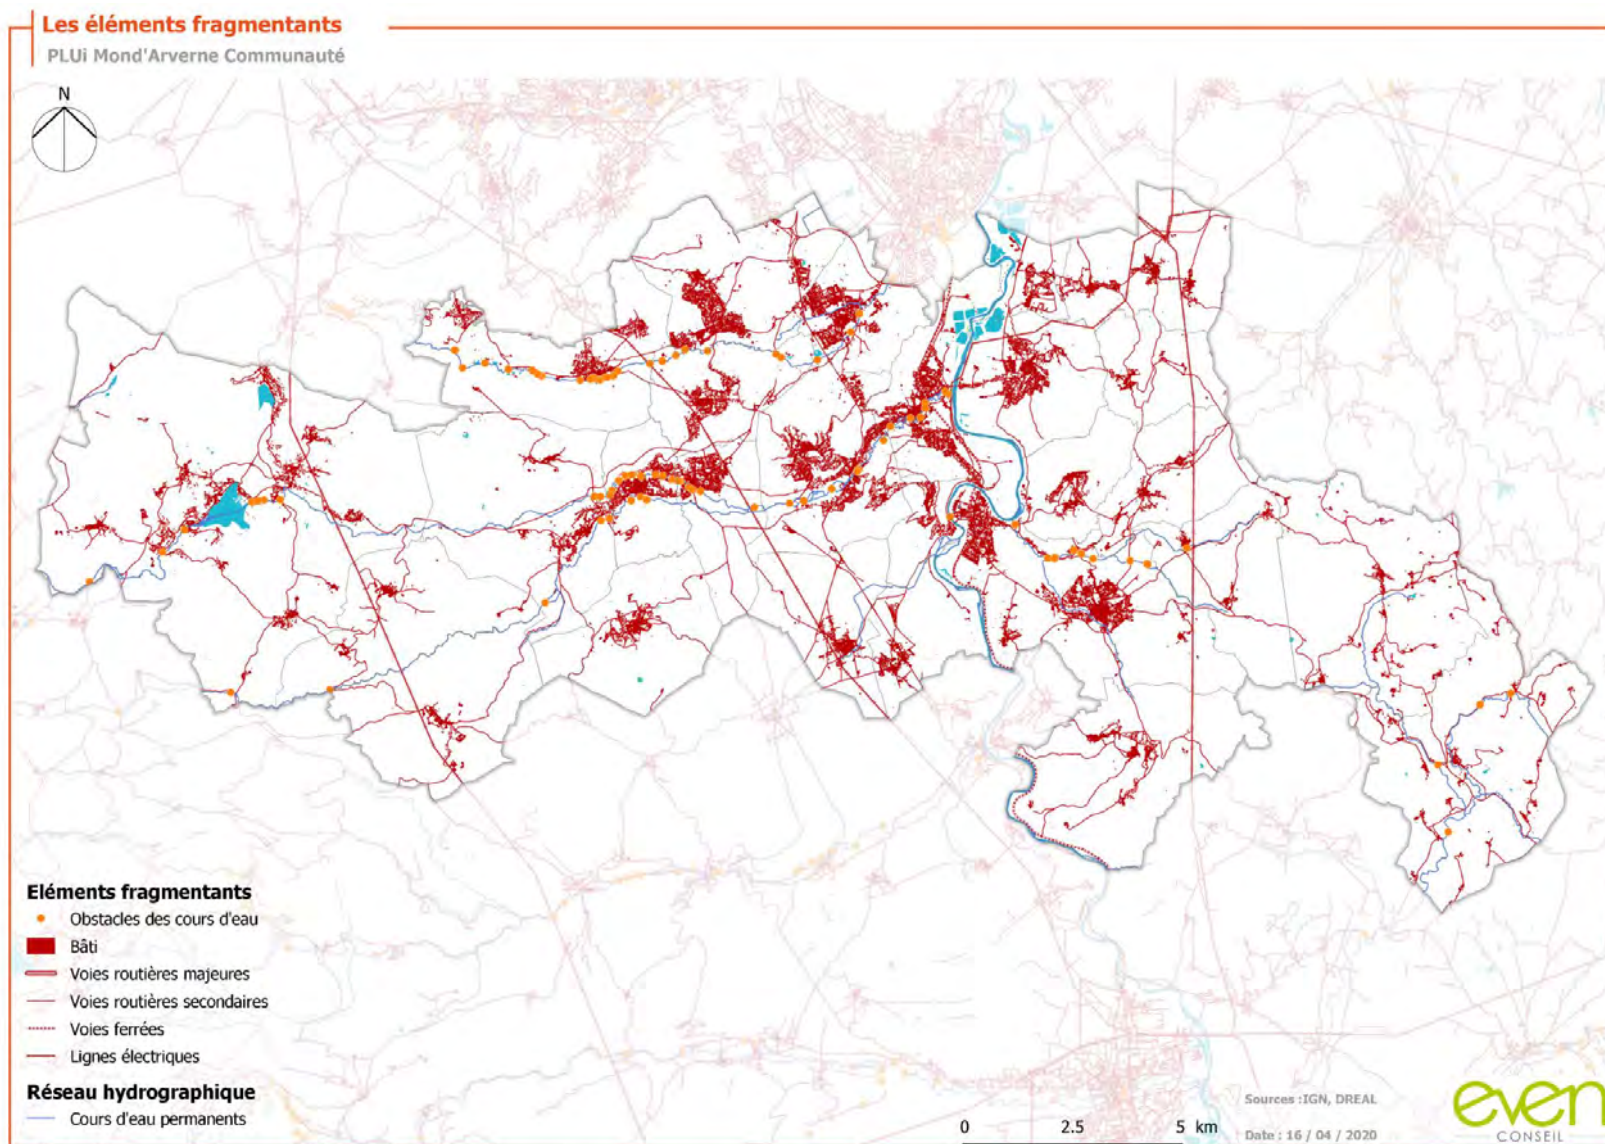 Les éléments fragmentants
PLUi Mond'Arverne Communauté
N
Eléments fragmentants
Obstacles des cours d'eau
Bâti
Voies routières majeures
Voies routières secondaires
Voies ferrées
Lignes électriques
Réseau hydrographique
Cours d'eau permanents
0 2.5 5 km
Sources :IGN, DREAL
Date : 16 / 04 / 2020
even
CONSEIL